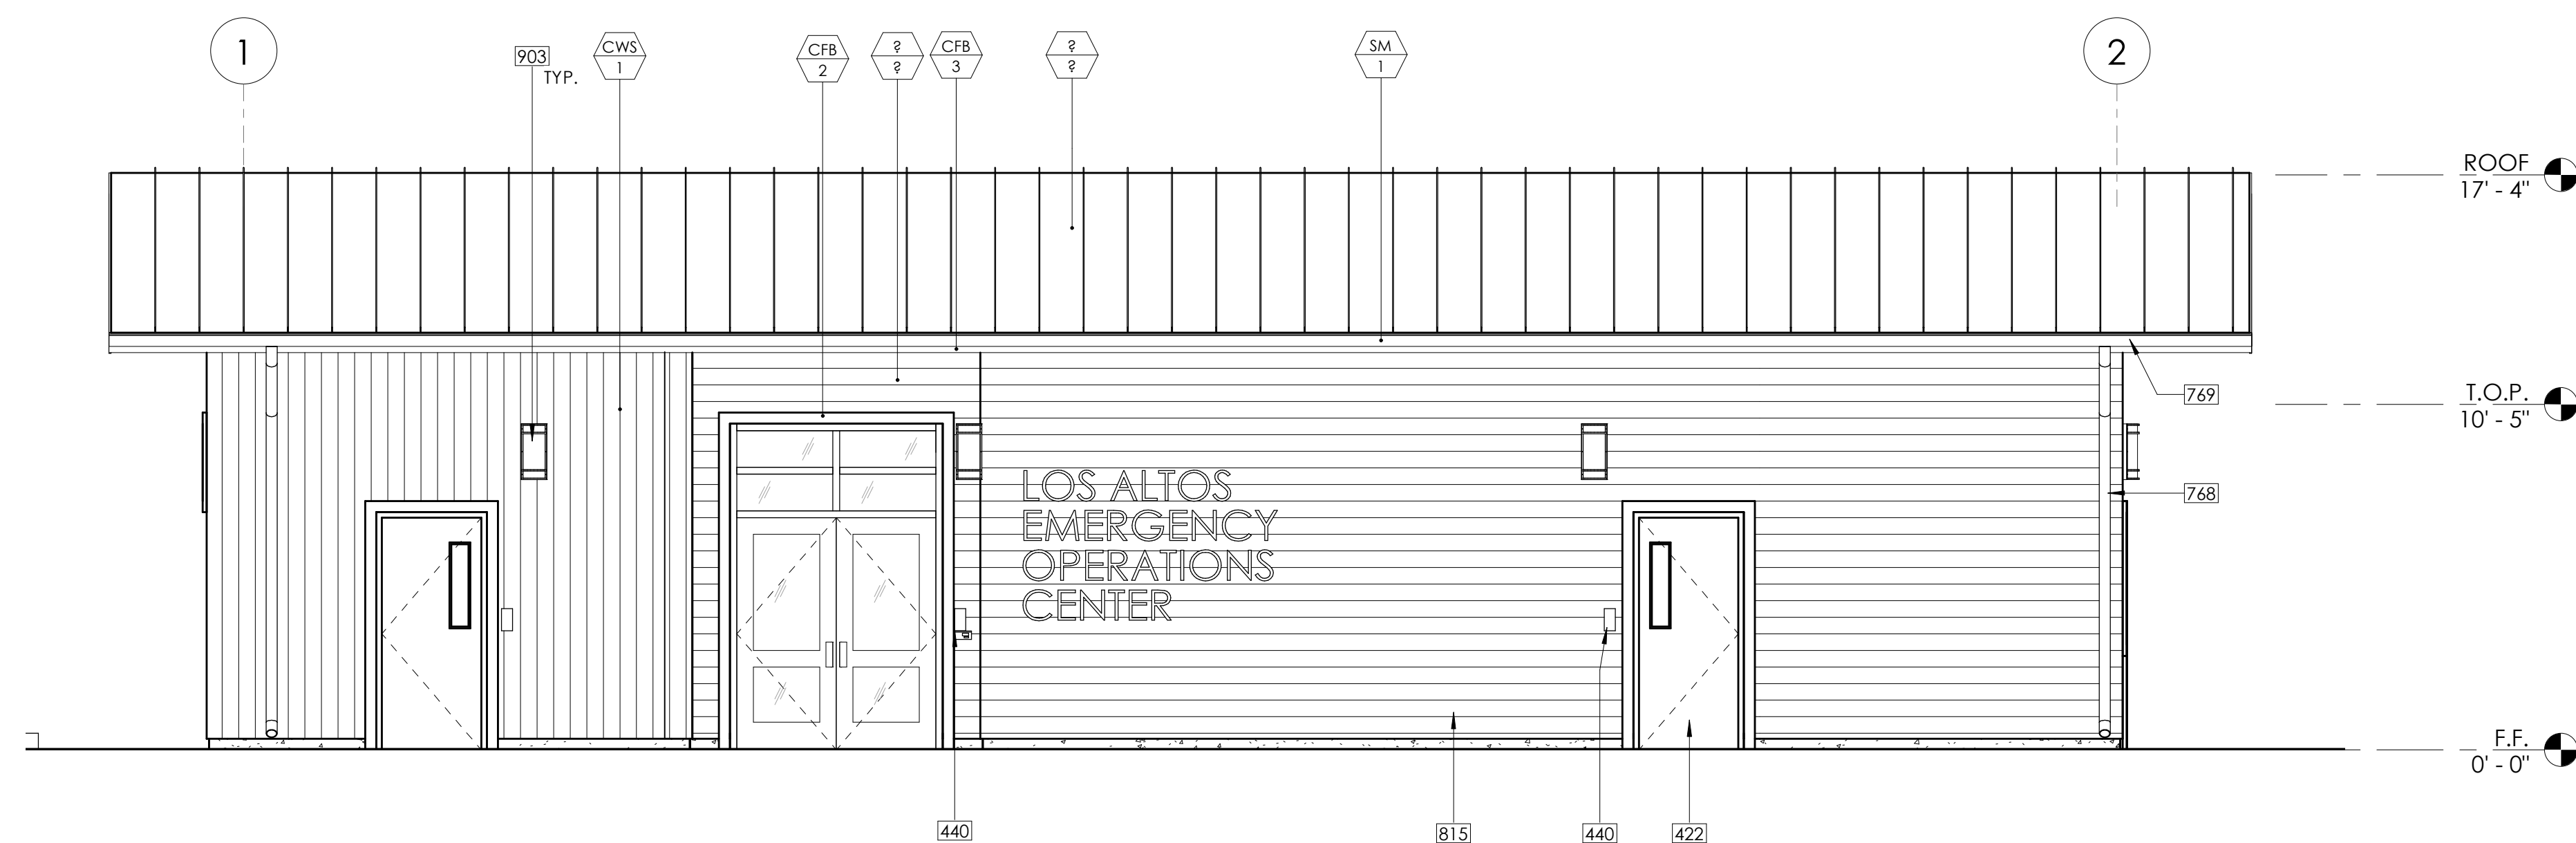 1
903
TYP.
CWS
1
CFB
2
?
?
CFB
3
?
?
SM
1
2
ROOF
17' - 4"
769
T.O.P.
10' - 5"
768
LOS ALTOS
EMERGENCY
OPERATIONS
CENTER
F.F.
0' - 0"
440
815
440
422